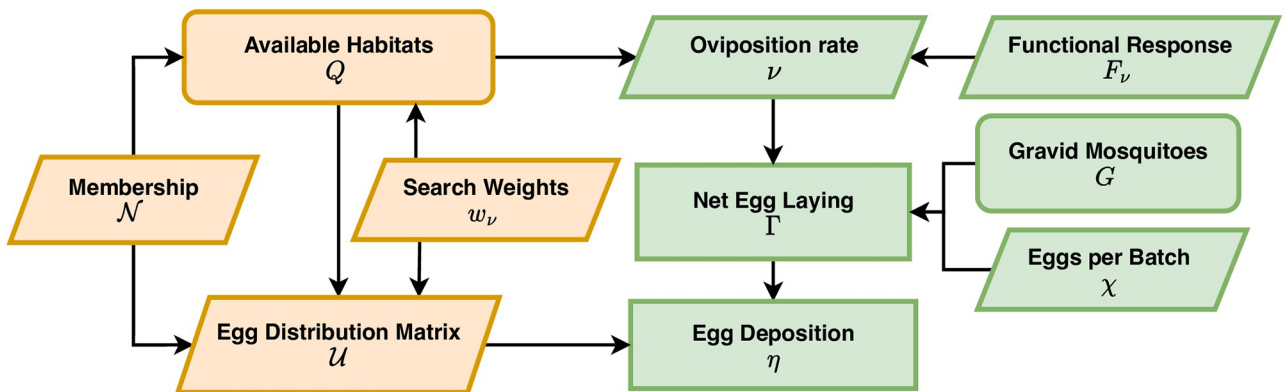 Available Habitats
Q
Oviposition rate
ν
Functional Response
F_ν
Membership
𝒩
Search Weights
w_ν
Net Egg Laying
Γ
Gravid Mosquitoes
G
Eggs per Batch
χ
Egg Distribution Matrix
𝒰
Egg Deposition
η